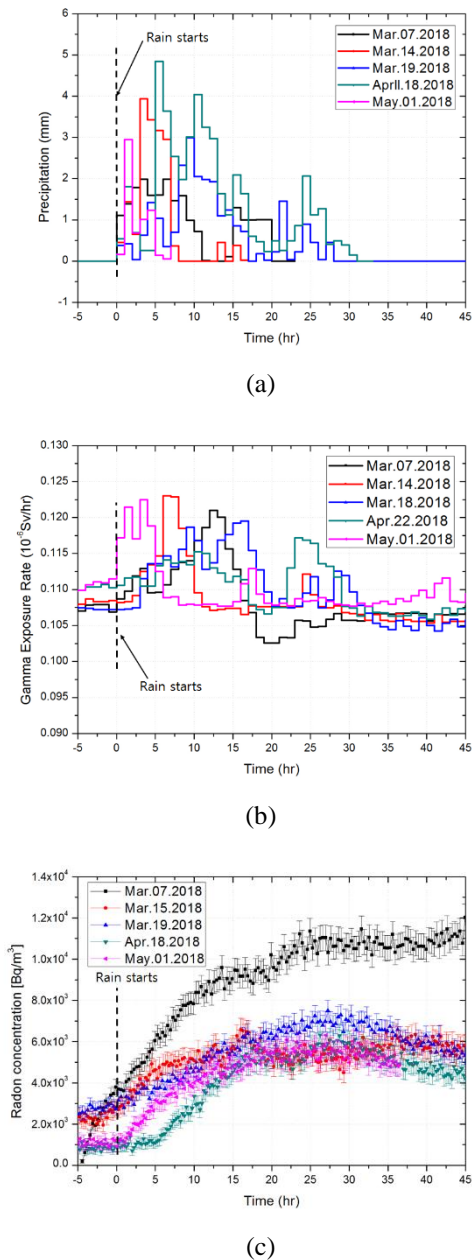 6
5
4
3
2
1
0
-1
Precipitation (mm)
Rain starts
Mar.07.2018
Mar.14.2018
Mar.19.2018
Aprll.18.2018
May.01.2018
-5 0 5 10 15 20 25 30 35 40 45
Time (hr)
(a)
0.130
0.125
0.120
0.115
0.110
0.105
0.100
0.095
0.090
Gamma Exposure Rate (10⁻⁶Sv/hr)
Mar.07.2018
Mar.14.2018
Mar.18.2018
Apr.22.2018
May.01.2018
Rain starts
-5 0 5 10 15 20 25 30 35 40 45
Time (hr)
(b)
1.4x10⁴
1.2x10⁴
1.0x10⁴
8.0x10³
6.0x10³
4.0x10³
2.0x10³
0.0
Radon concentration [Bq/m³]
Mar.07.2018
Mar.15.2018
Mar.19.2018
Apr.18.2018
May.01.2018
Rain starts
-5 0 5 10 15 20 25 30 35 40 45
Time (hr)
(c)